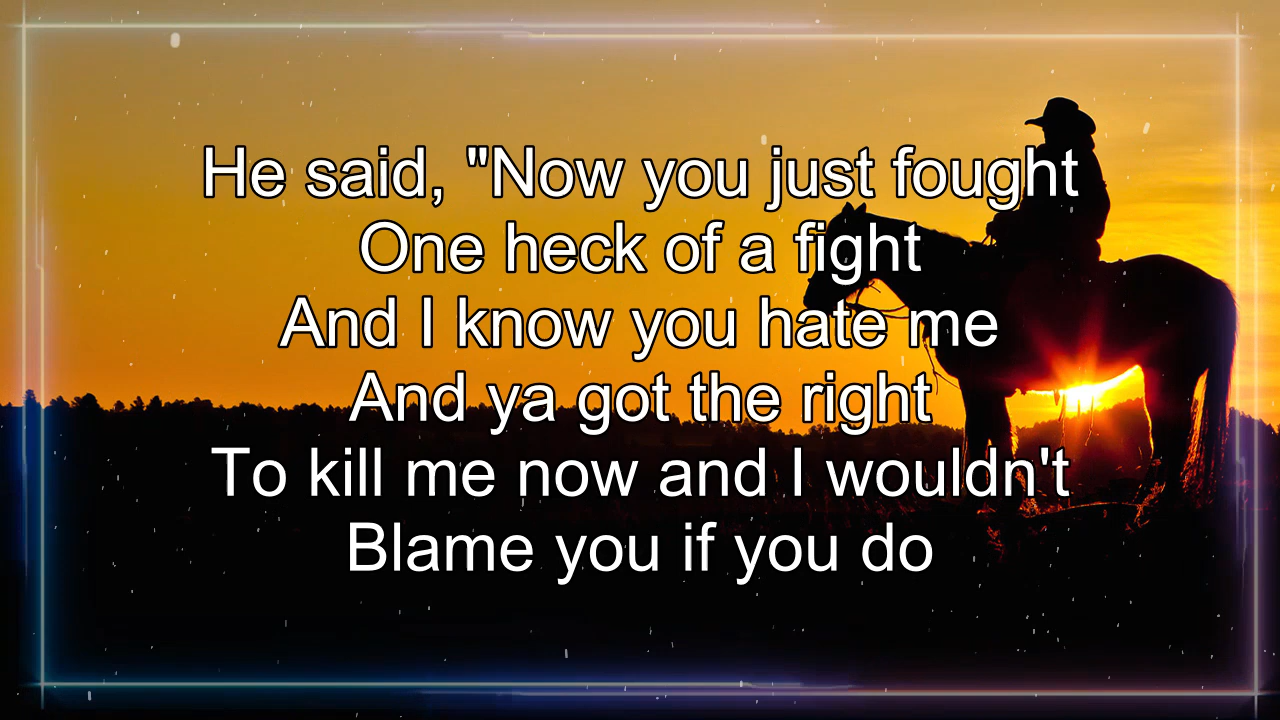 He said, "Now you just fought
One heck of a fight
And I know you hate me
And ya got the right
To kill me now and I wouldn't
Blame you if you do